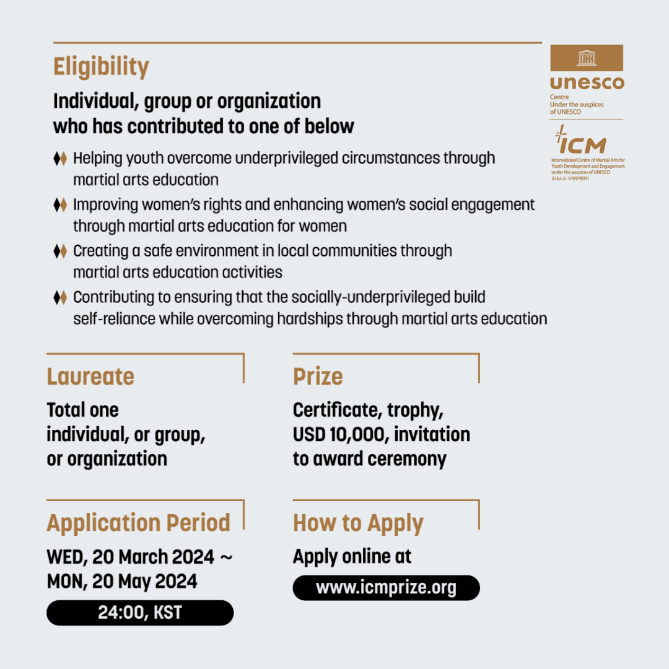 Eligibility
Individual, group or organization
who has contributed to one of below
Helping youth overcome underprivileged circumstances through
martial arts education
Improving women's rights and enhancing women's social engagement
through martial arts education for women
Creating a safe environment in local communities through
martial arts education activities
Contributing to ensuring that the socially-underprivileged build
self-reliance while overcoming hardships through martial arts education
unesco
Centre
Under the auspices
of UNESCO
ICM
International Centre of Martial Arts for
Youth Development and Engagement
under the auspices of UNESCO
Laureate
Total one
individual, or group,
or organization
Prize
Certificate, trophy,
USD 10,000, invitation
to award ceremony
Application Period
WED, 20 March 2024 ~
MON, 20 May 2024
24:00, KST
How to Apply
Apply online at
www.icmprize.org